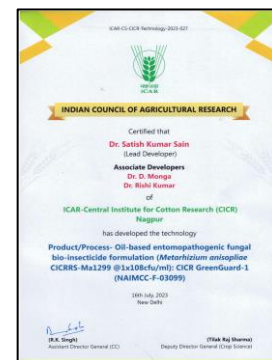 ICAR-CS-CICR-Technology-2023-027
ICAR
INDIAN COUNCIL OF AGRICULTURAL RESEARCH
Certified that
Dr. Satish Kumar Sain
(Lead Developer)
Associate Developers
Dr. D. Monga
Dr. Rishi Kumar
of
ICAR-Central Institute for Cotton Research (CICR)
Nagpur
has developed the technology
Product/Process- Oil-based entomopathogenic fungal
bio-insecticide formulation (Metarhizium anisopliae
CICRRS-Ma1299 @1x108cfu/ml): CICR GreenGuard-1
(NAIMCC-F-03099)
16th July, 2023
New Delhi
(R.K. Singh)
Assistant Director General (CC)
(Tilak Raj Sharma)
Deputy Director General (Crop Science)